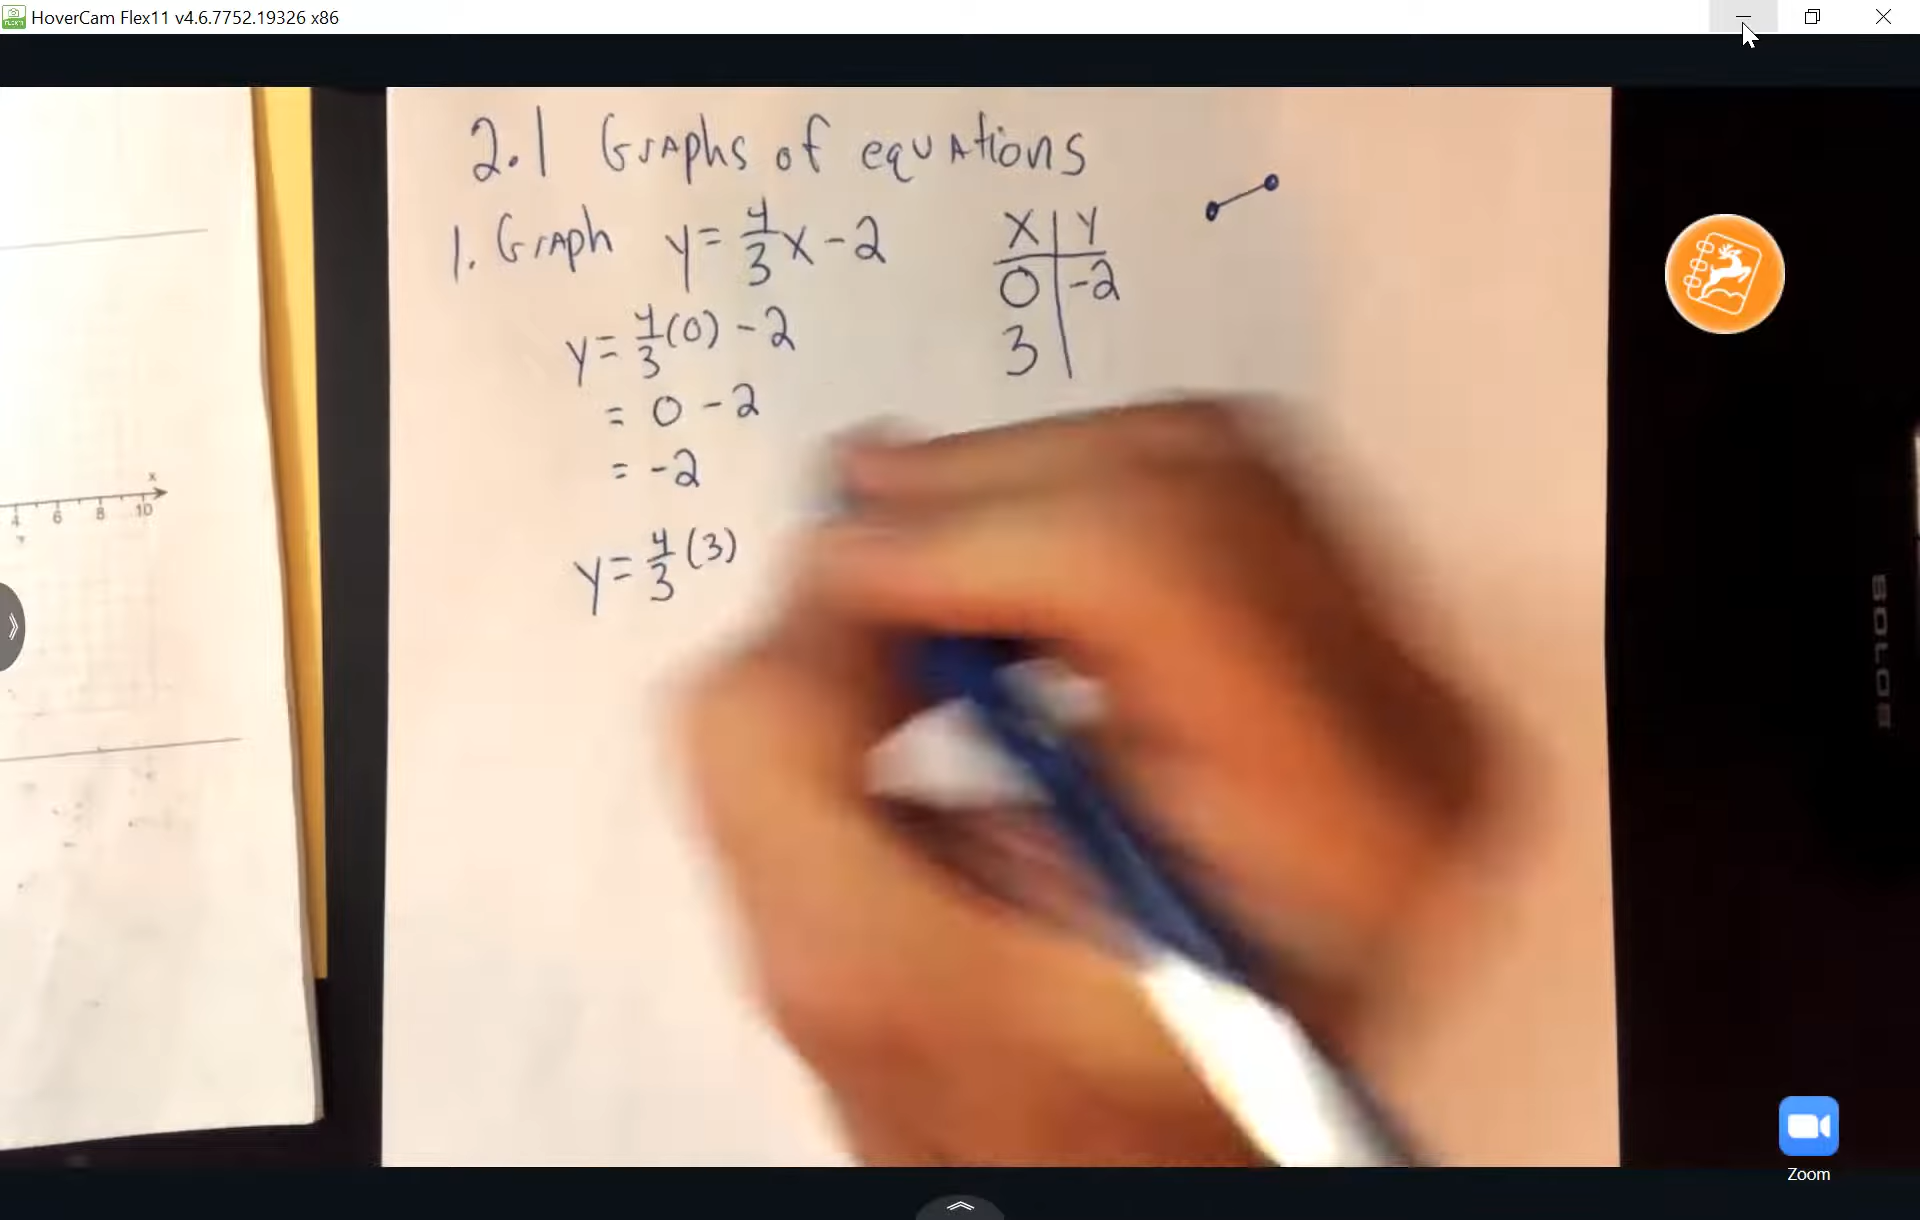 HoverCam Flex11 v4.6.7752.19326 x86
2.1 Graphs of equations
1. Graph y = 4/3 x - 2
x | y
0 | -2
3 |
y = 4/3 (0) - 2
= 0 - 2
= -2
y = 4/3 (3)
x
4 6 8 10
SOLO8
Zoom